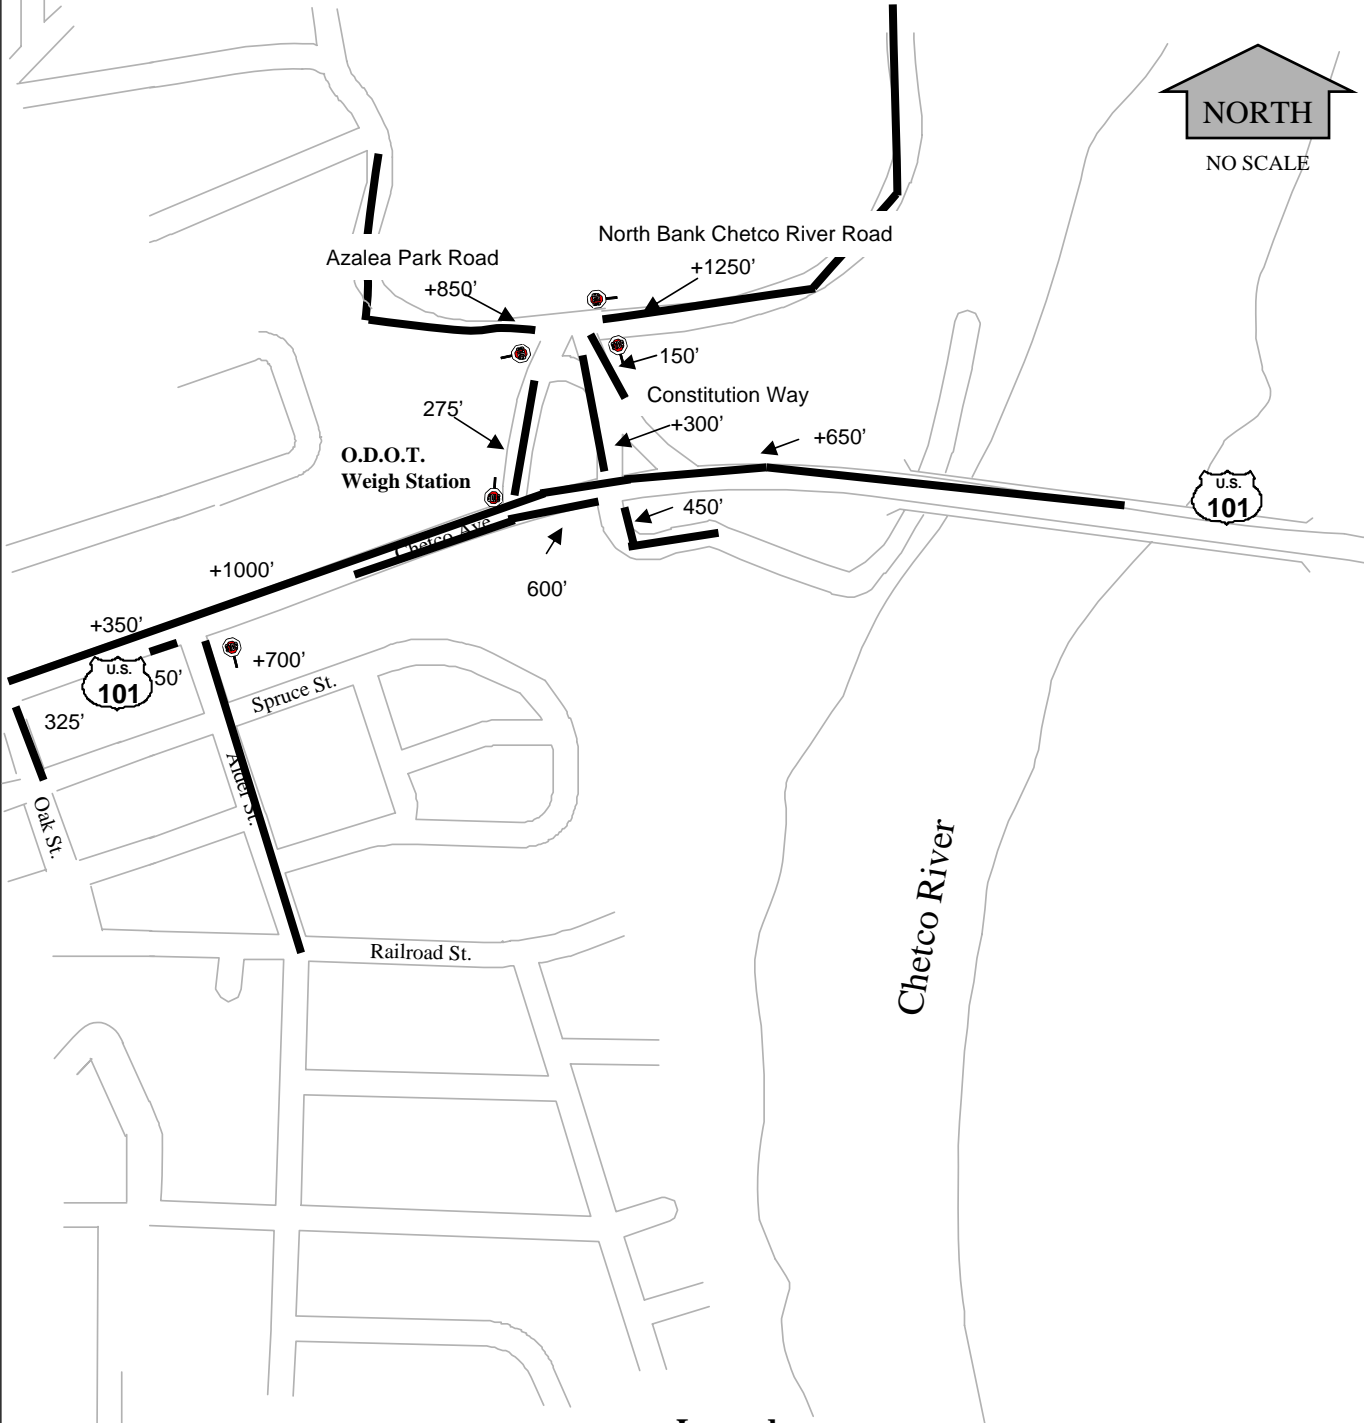 NORTH
NO SCALE
North Bank Chetco River Road
Azalea Park Road
+1250’
+850’
150’
Constitution Way
275’
+300’
+650’
O.D.O.T.
Weigh Station
U.S.
101
450’
Chetco Ave.
+1000’
600’
+350’
+700’
U.S.
101
50’
Spruce St.
325’
Alder St.
Oak St.
Chetco River
Railroad St.